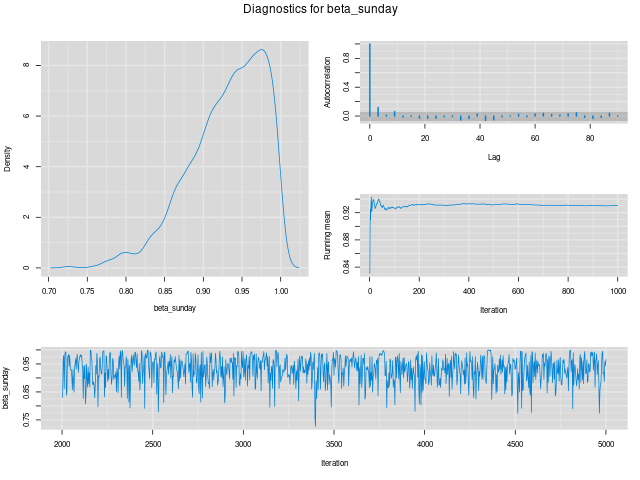 Diagnostics for beta_sunday
Density
0 2 4 6 8
0.70 0.75 0.80 0.85 0.90 0.95 1.00
beta_sunday
Autocorrelation
0.0 0.4 0.8
0 20 40 60 80
Lag
Running mean
0.84 0.88 0.92
0 200 400 600 800 1000
Iteration
beta_sunday
0.75 0.85 0.95
2000 2500 3000 3500 4000 4500 5000
Iteration